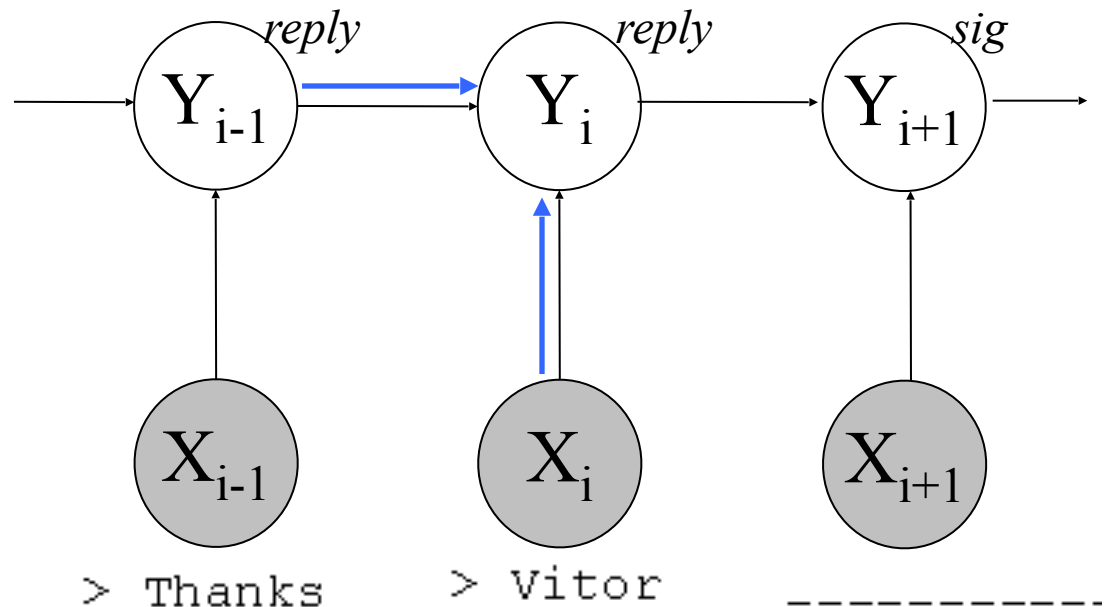 reply reply sig
Y i-1 Y i Y i+1
X i-1 X i X i+1
> Thanks > Vitor -----------